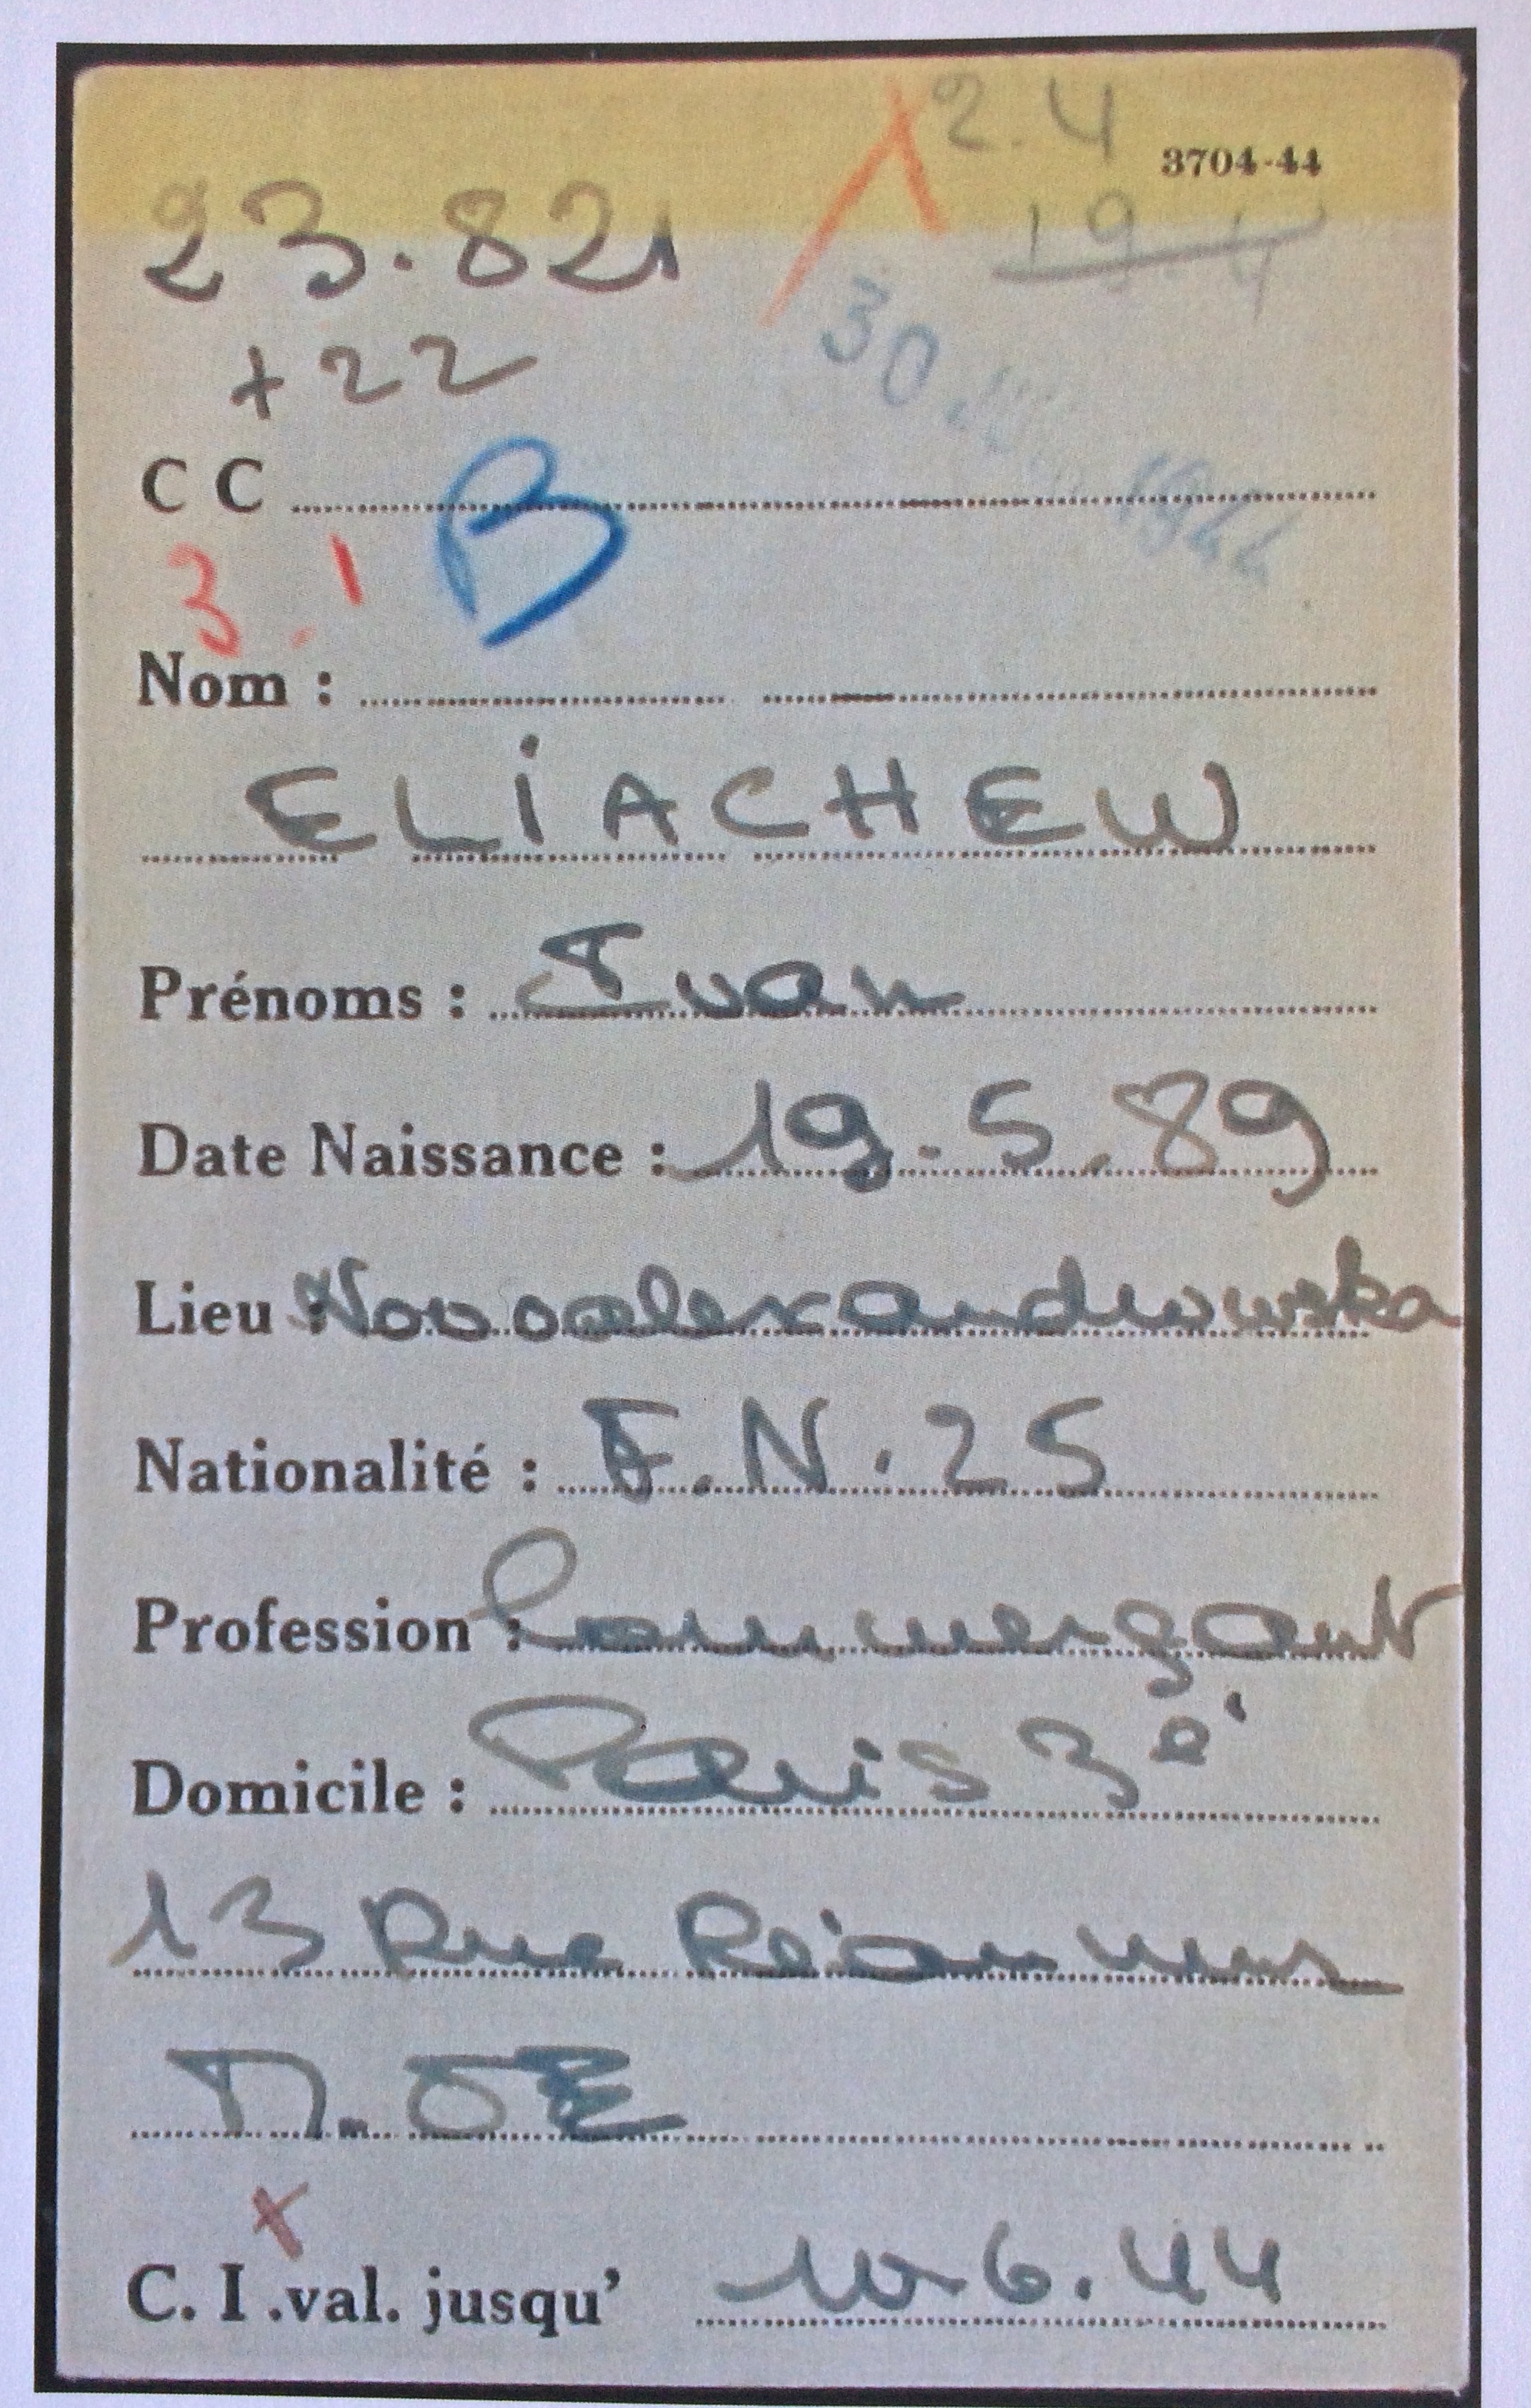 2.4
3704-44
23.821
19.4
+22
30 1944
C C B
3.1
Nom :
ELiACHEW
Prénoms : Ivan
Date Naissance : 19.5.89
Lieu : Novoalexandrowska
Nationalité : F.N.25
Profession : Commerçant
Domicile : Paris 3e
13 Rue Réaumur
C. I .val. jusqu' 10.6.44